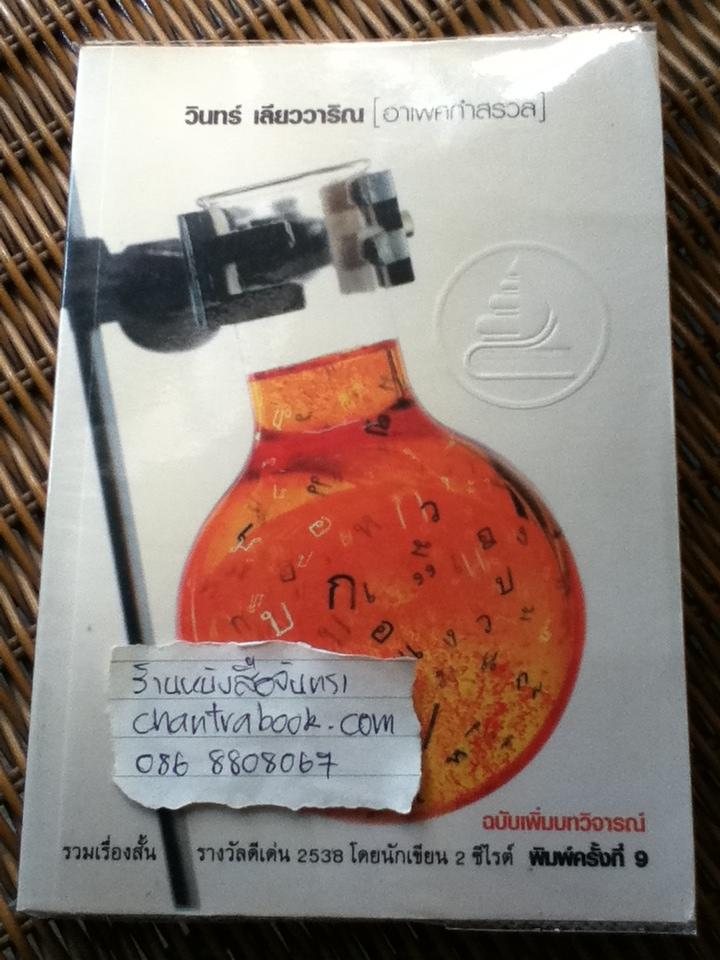 วินทร์ เลียววาริณ [อาเพศกำสรวล]
ร้านหนังสือจันทรา
chantrabook.com
086 8808067
ฉบับเพิ่มบทวิจารณ์
รวมเรื่องสั้น รางวัลดีเด่น 2538 โดยนักเขียน 2 ซีไรต์ พิมพ์ครั้งที่ 9